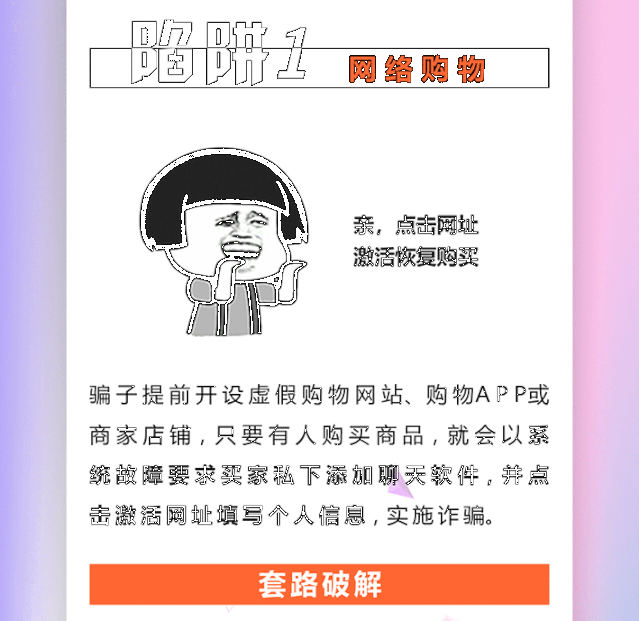 陷阱1 网络购物
亲，点击网址
激活恢复购买
骗子提前开设虚假购物网站、购物APP或
商家店铺，只要有人购买商品，就会以系
统故障要求买家私下添加聊天软件，并点
击激活网址填写个人信息，实施诈骗。
套路破解